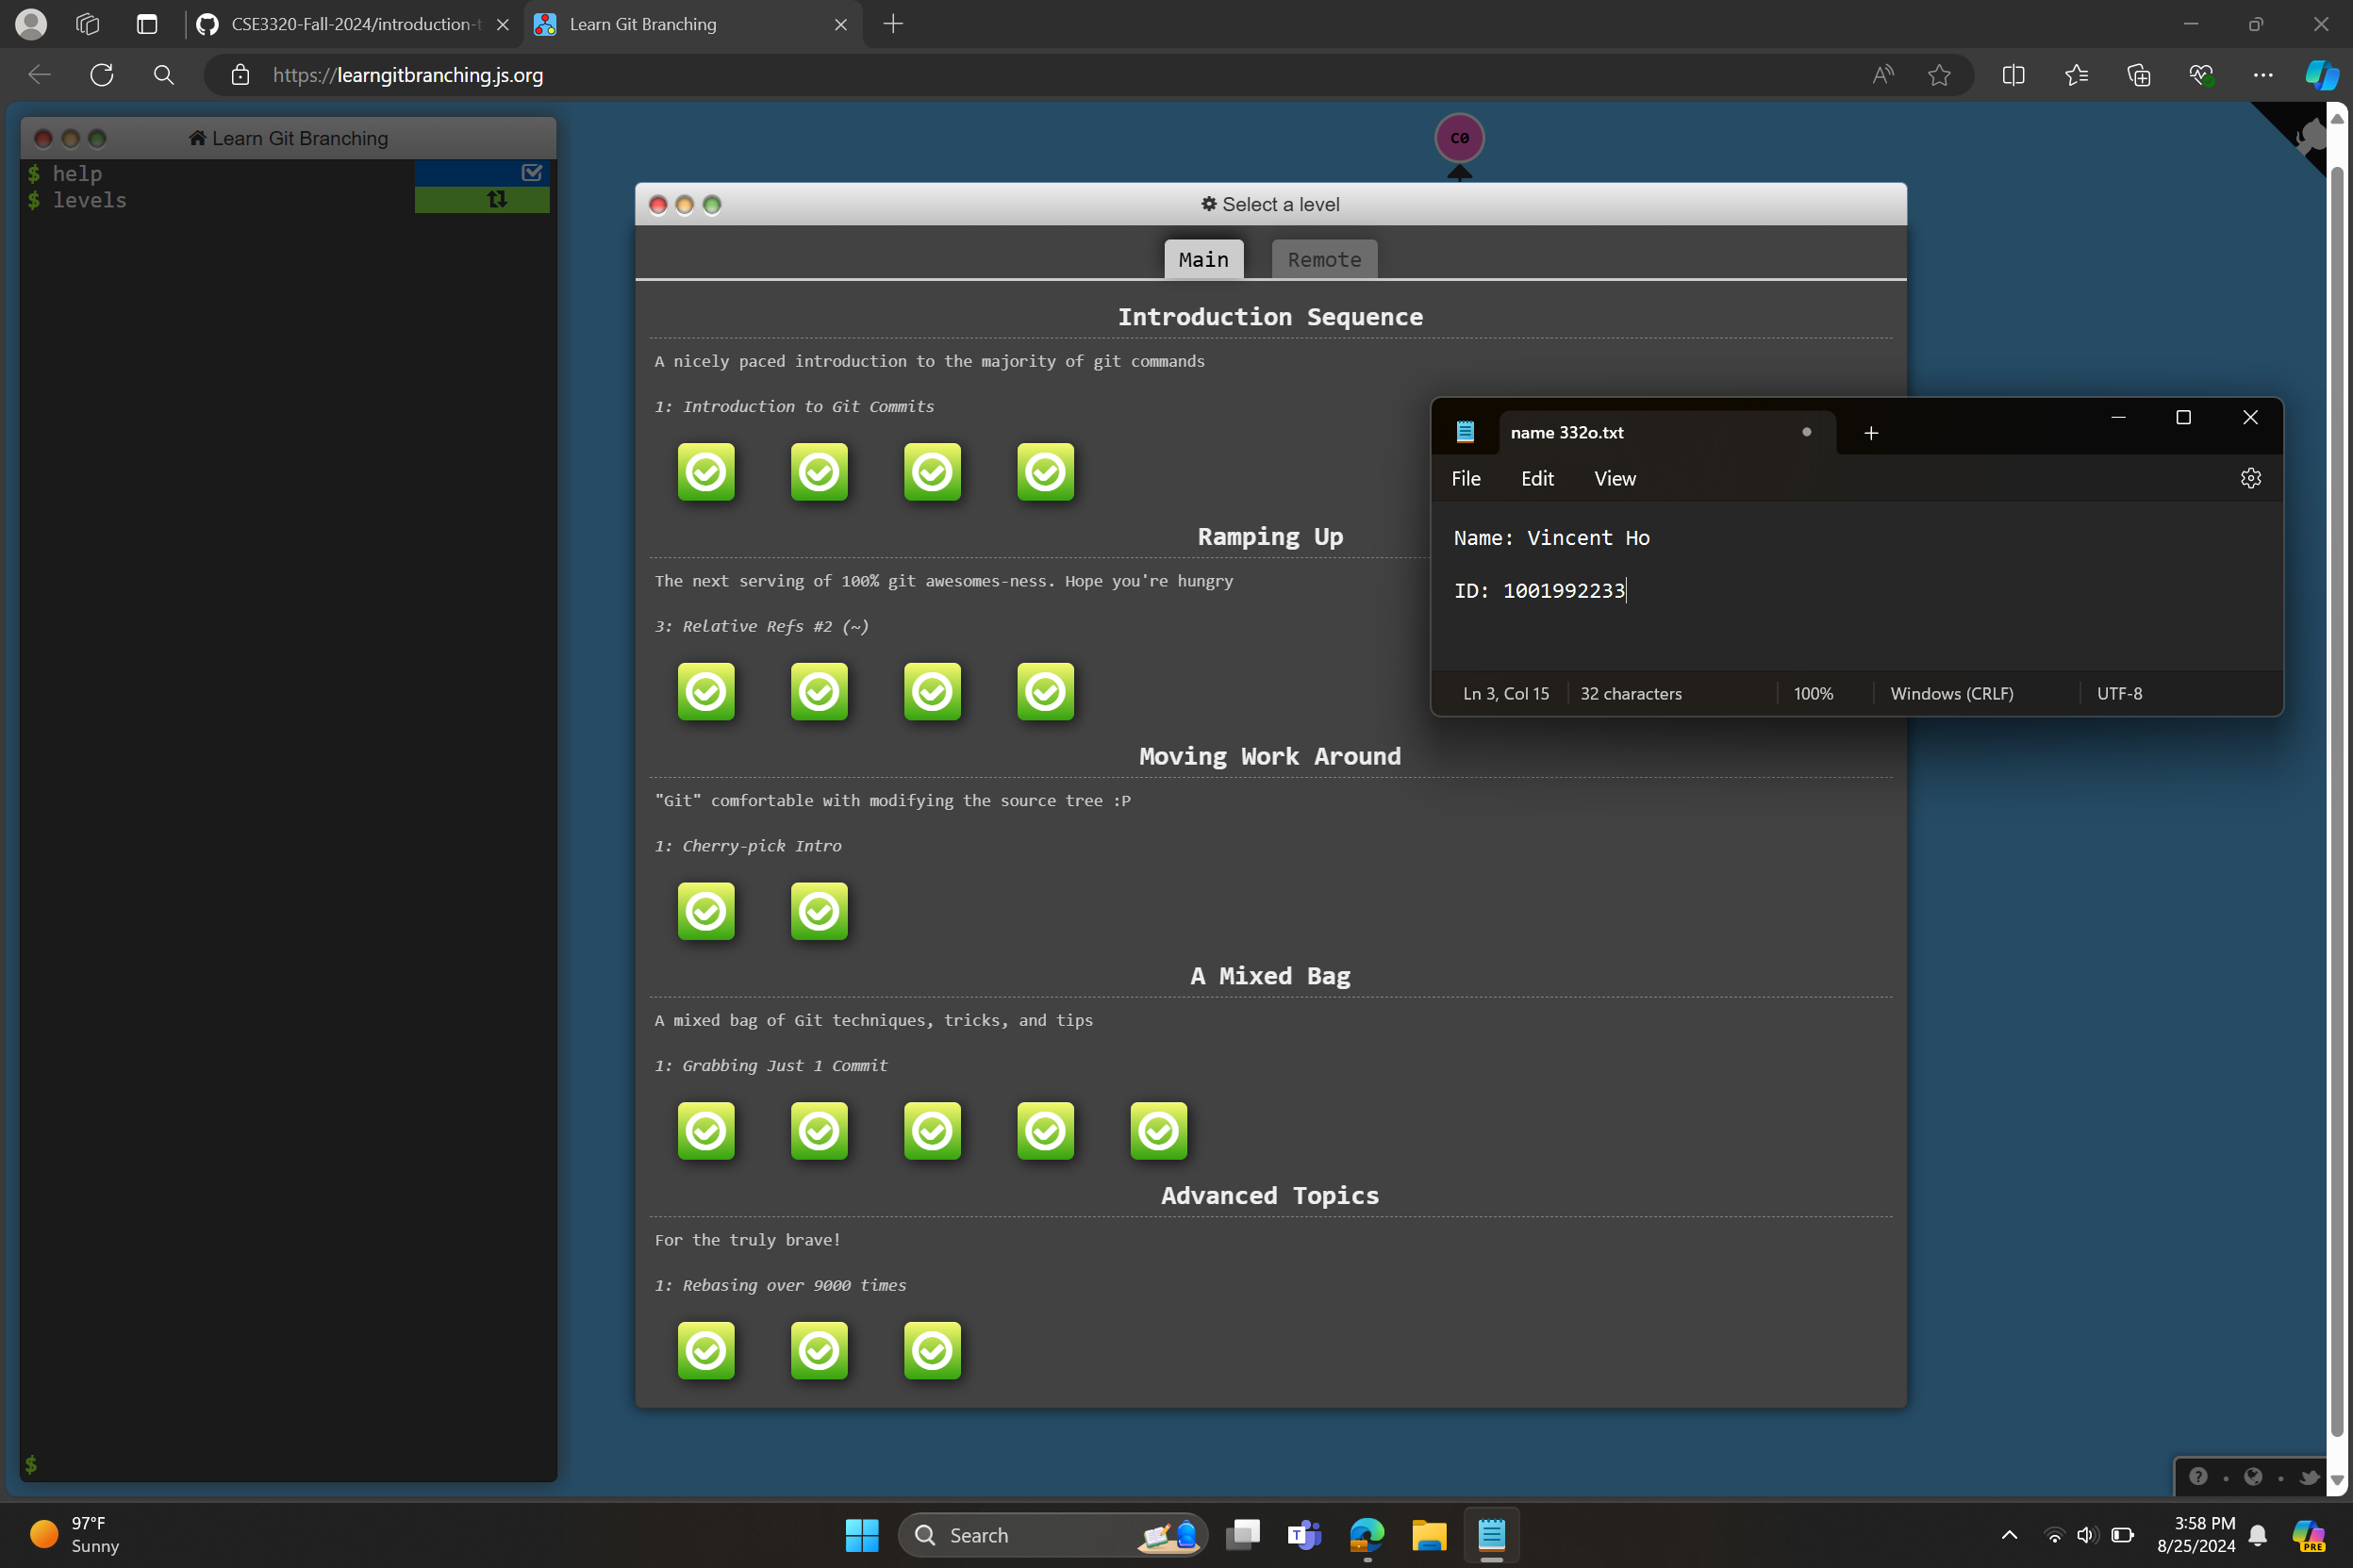 CSE3320-Fall-2024/introduction-t
Learn Git Branching
https://learngitbranching.js.org
Learn Git Branching
$ help
$ levels
$
C0
Select a level
Main
Remote
Introduction Sequence
A nicely paced introduction to the majority of git commands
1: Introduction to Git Commits
Ramping Up
The next serving of 100% git awesomes-ness. Hope you're hungry
3: Relative Refs #2 (~)
Moving Work Around
"Git" comfortable with modifying the source tree :P
1: Cherry-pick Intro
A Mixed Bag
A mixed bag of Git techniques, tricks, and tips
1: Grabbing Just 1 Commit
Advanced Topics
For the truly brave!
1: Rebasing over 9000 times
name 332o.txt
File Edit View
Name: Vincent Ho
ID: 1001992233
Ln 3, Col 15 32 characters 100% Windows (CRLF) UTF-8
97°F
Sunny
Search
3:58 PM
8/25/2024
PRE